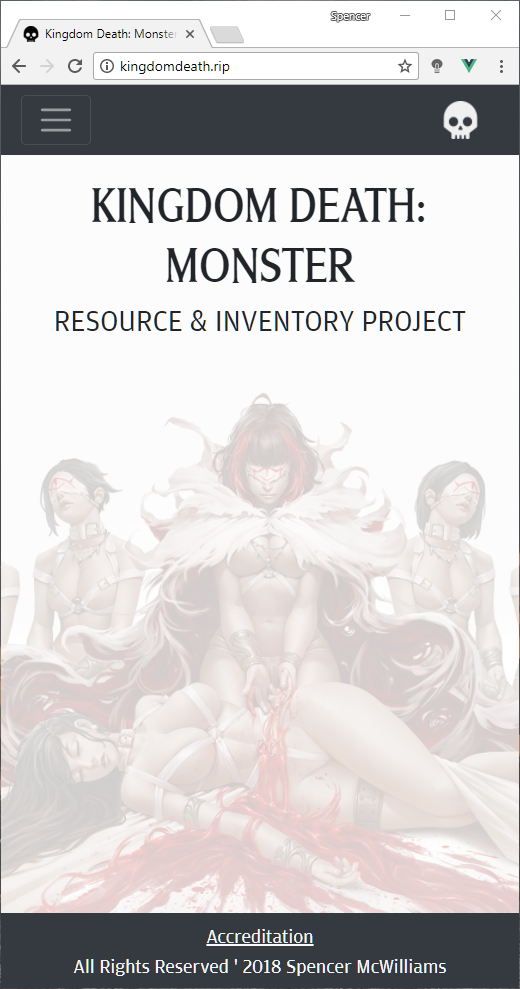 Spencer
Kingdom Death: Monster
kingdomdeath.rip
KINGDOM DEATH:
MONSTER
RESOURCE & INVENTORY PROJECT
Accreditation
All Rights Reserved ' 2018 Spencer McWilliams